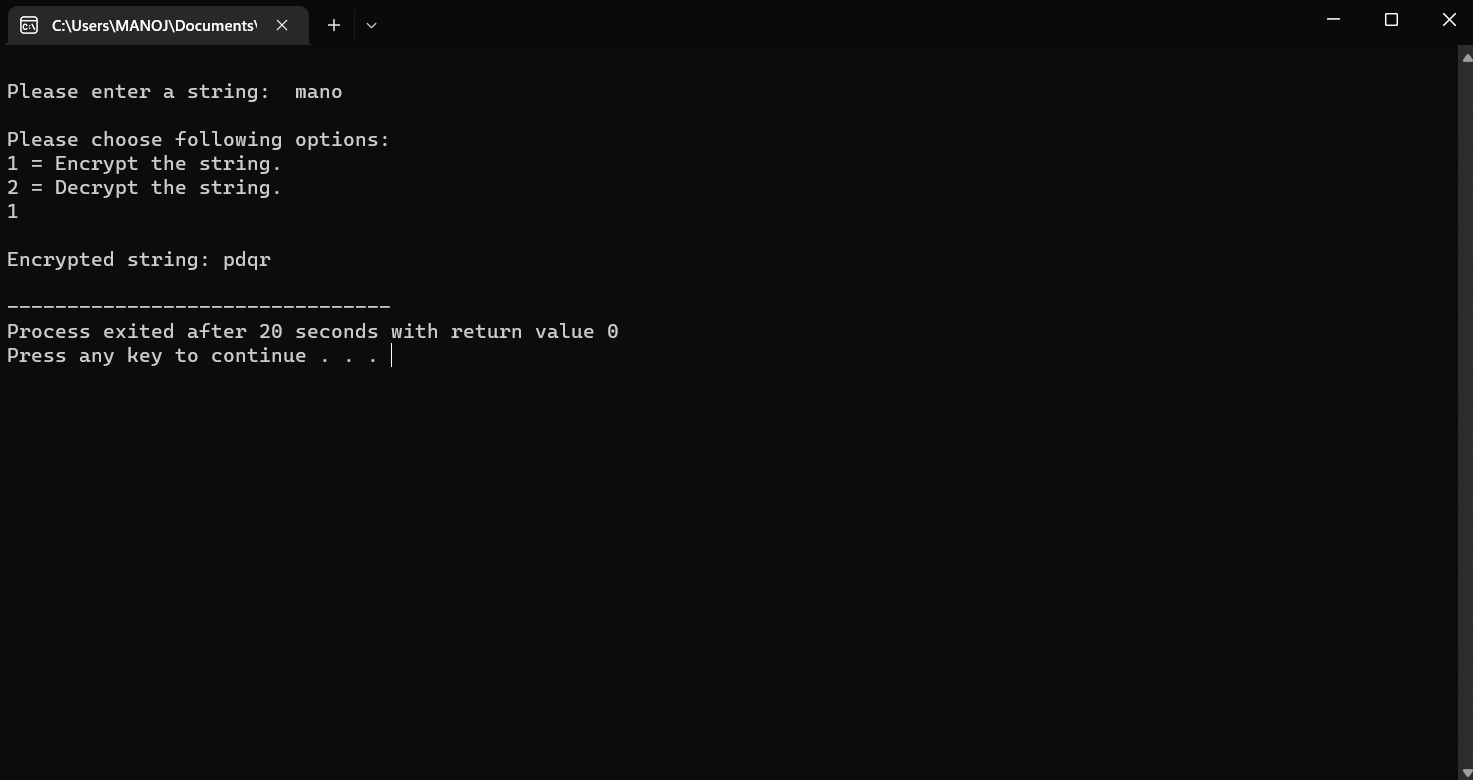 C:\Users\MANOJ\Documents\
Please enter a string:  mano
Please choose following options:
1 = Encrypt the string.
2 = Decrypt the string.
1
Encrypted string: pdqr
--------------------------------
Process exited after 20 seconds with return value 0
Press any key to continue . . .